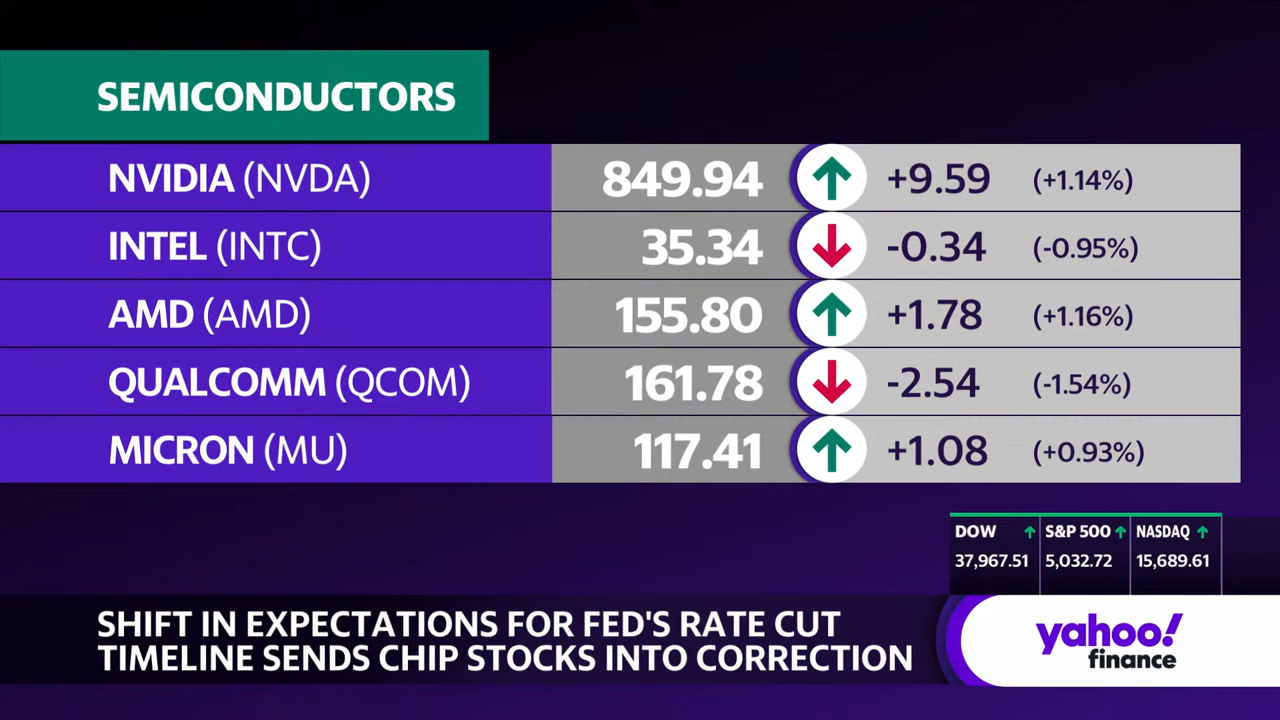 SEMICONDUCTORS
NVIDIA (NVDA) 849.94 +9.59 (+1.14%)
INTEL (INTC) 35.34 -0.34 (-0.95%)
AMD (AMD) 155.80 +1.78 (+1.16%)
QUALCOMM (QCOM) 161.78 -2.54 (-1.54%)
MICRON (MU) 117.41 +1.08 (+0.93%)
DOW S&P 500 NASDAQ
37,967.51 5,032.72 15,689.61
SHIFT IN EXPECTATIONS FOR FED'S RATE CUT
TIMELINE SENDS CHIP STOCKS INTO CORRECTION
yahoo!
finance